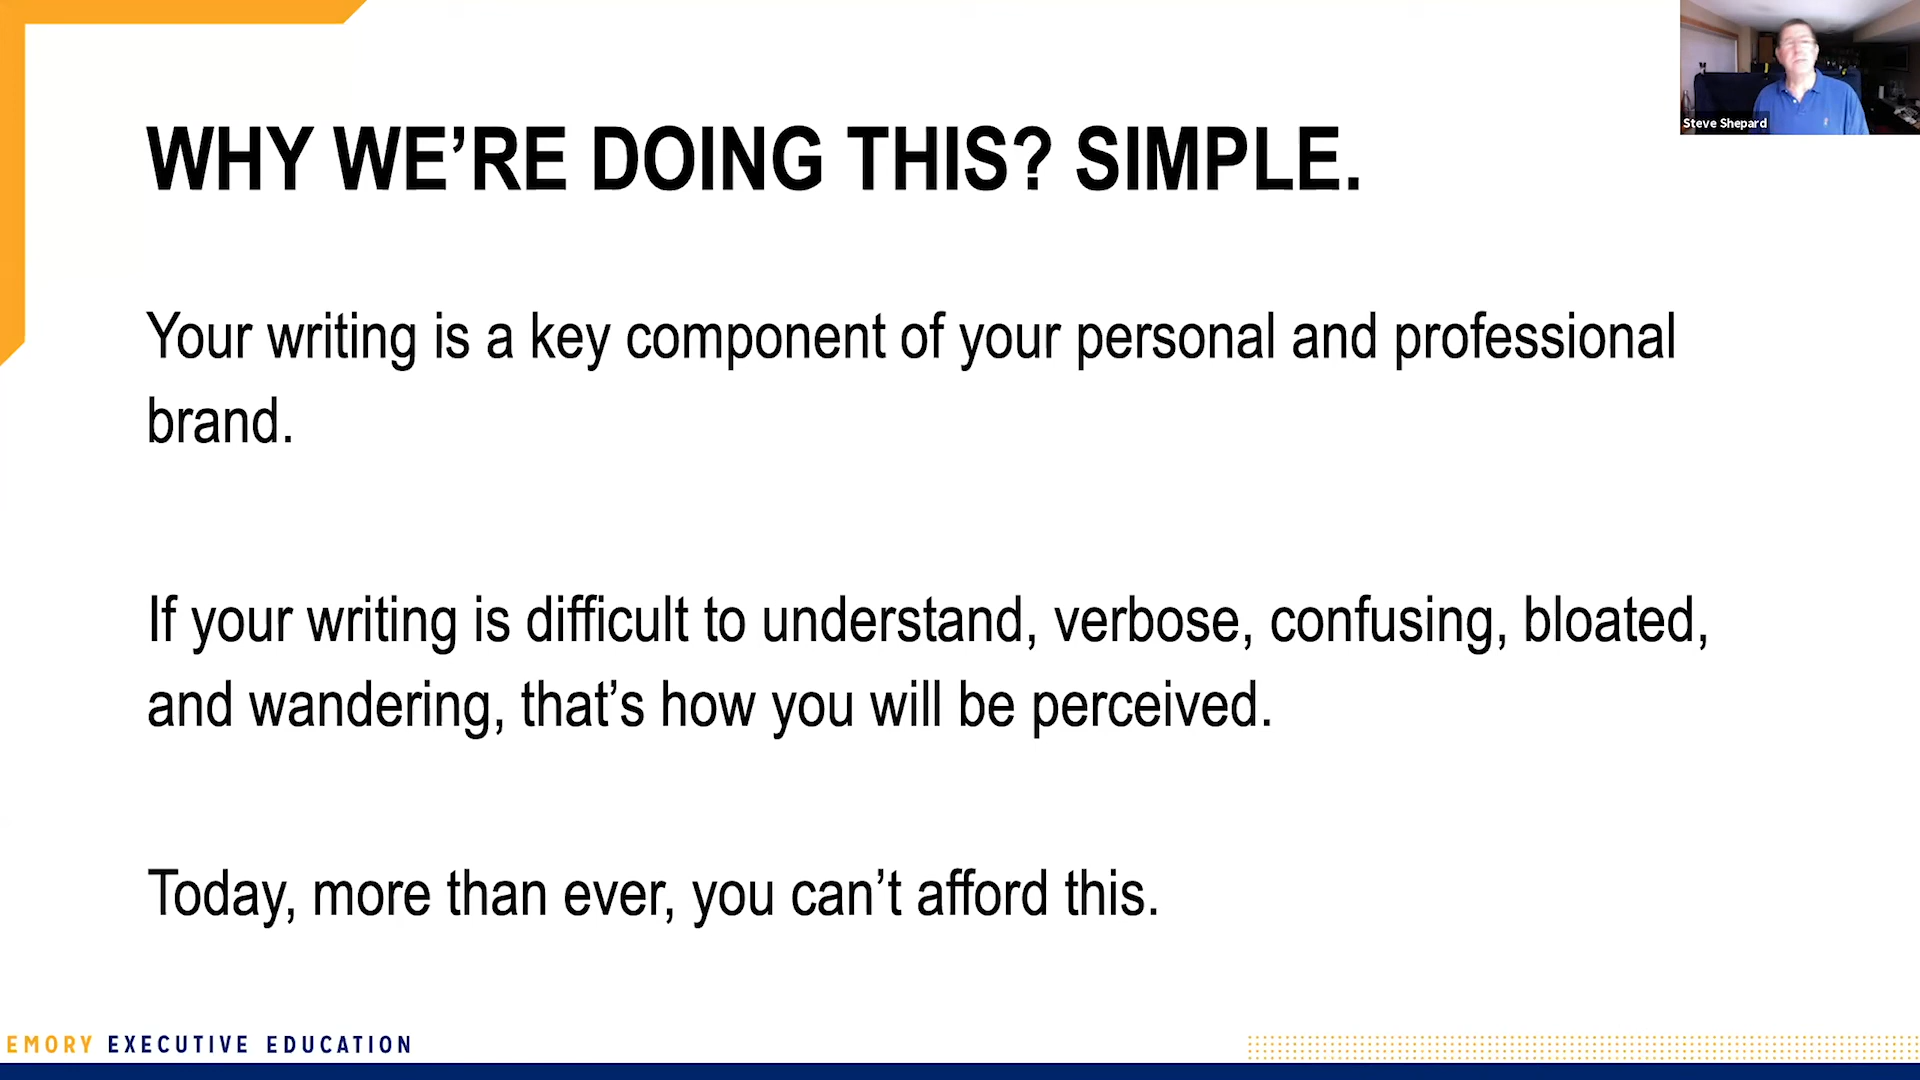 WHY WE’RE DOING THIS? SIMPLE.
Steve Shepard
Your writing is a key component of your personal and professional
brand.
If your writing is difficult to understand, verbose, confusing, bloated,
and wandering, that’s how you will be perceived.
Today, more than ever, you can’t afford this.
EMORY EXECUTIVE EDUCATION